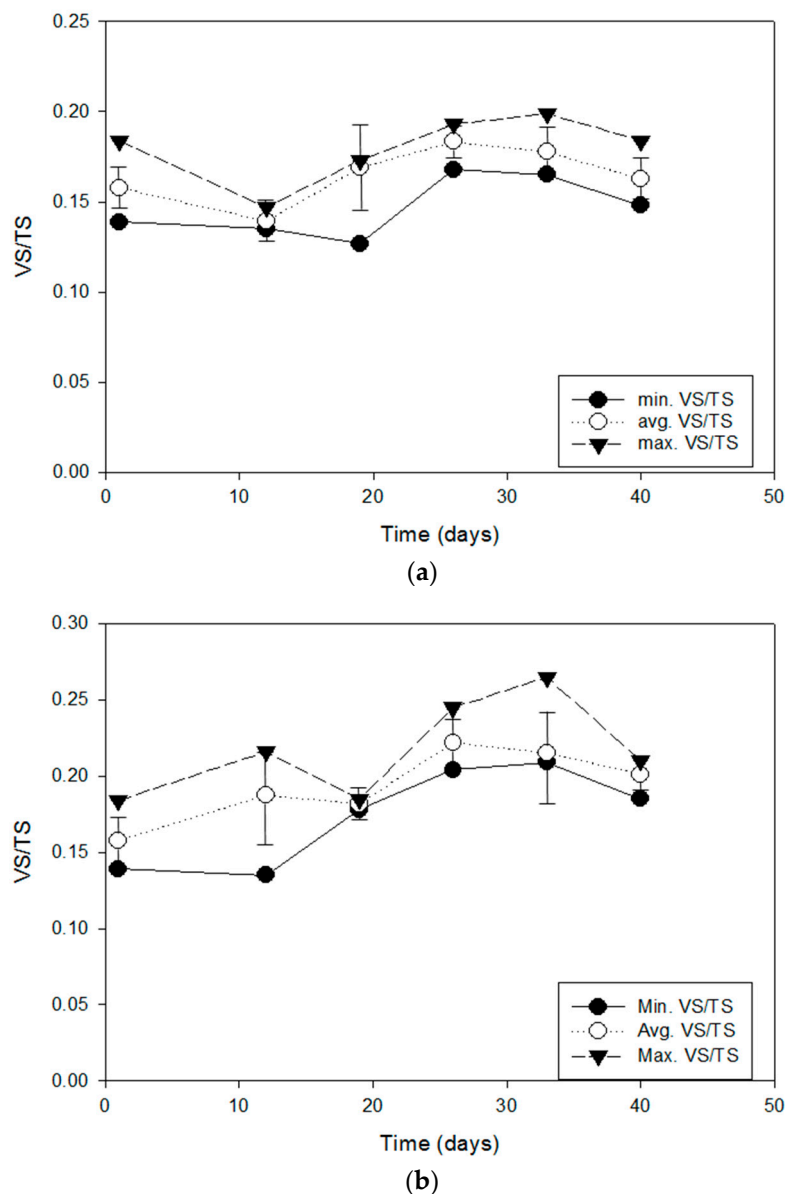 0.25
0.20
0.15
0.10
0.05
0.00
VS/TS
min. VS/TS
avg. VS/TS
max. VS/TS
0 10 20 30 40 50
Time (days)
(a)
0.30
0.25
0.20
0.15
0.10
0.05
0.00
VS/TS
Min. VS/TS
Avg. VS/TS
Max. VS/TS
0 10 20 30 40 50
Time (days)
(b)